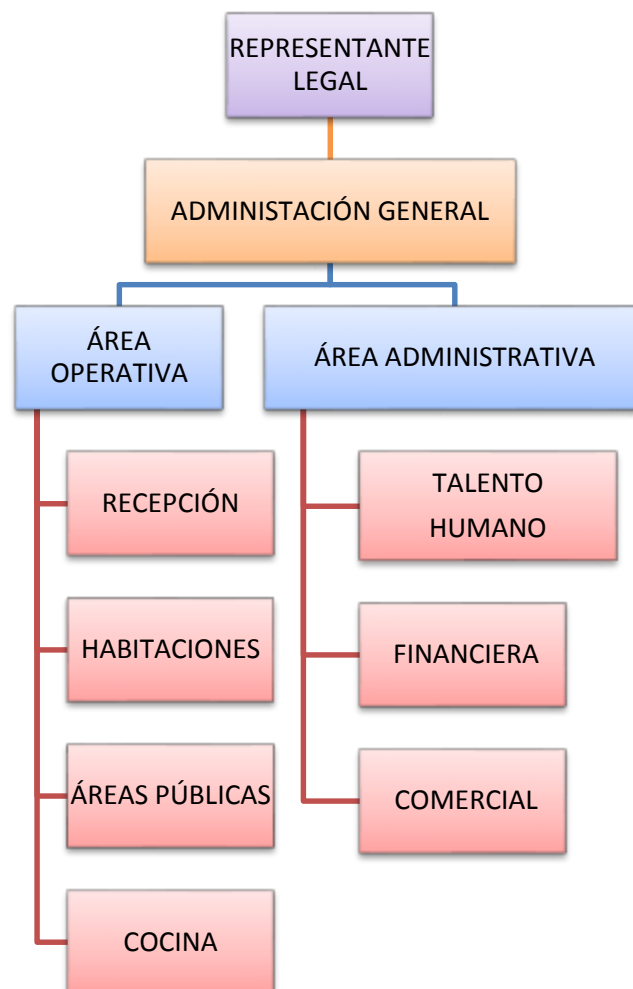 REPRESENTANTE
LEGAL
ADMINISTACIÓN GENERAL
ÁREA
OPERATIVA
ÁREA ADMINISTRATIVA
RECEPCIÓN
HABITACIONES
ÁREAS PÚBLICAS
COCINA
TALENTO
HUMANO
FINANCIERA
COMERCIAL